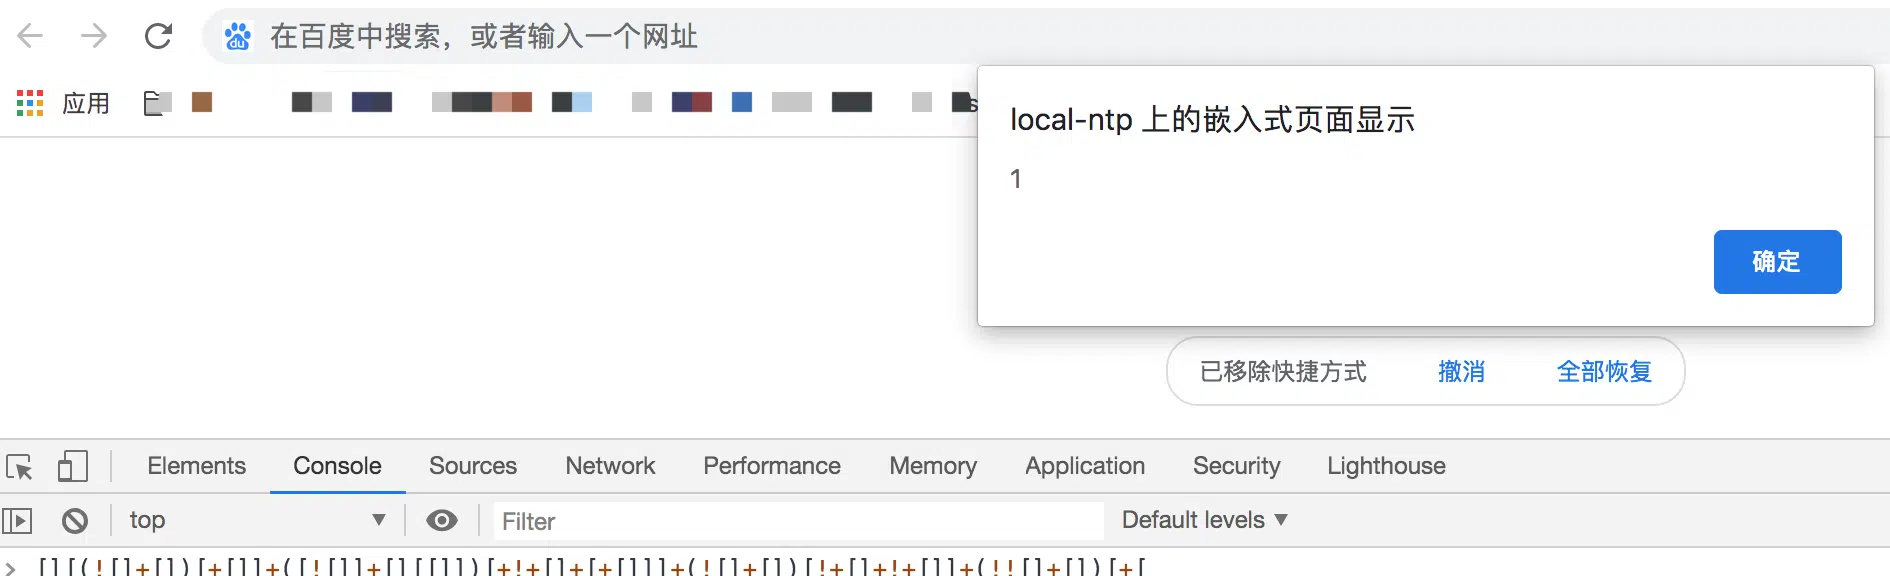 在百度中搜索，或者输入一个网址
应用
s
local-ntp 上的嵌入式页面显示
1
确定
已移除快捷方式 撤消 全部恢复
Elements Console Sources Network Performance Memory Application Security Lighthouse
top ▼ Filter Default levels ▼
> [][(![]+[])[+[]]+([![]]+[][[]])[+!+[]+[+[]]]+(![]+[])[!+[]+!+[]]+(!![]+[])[+[